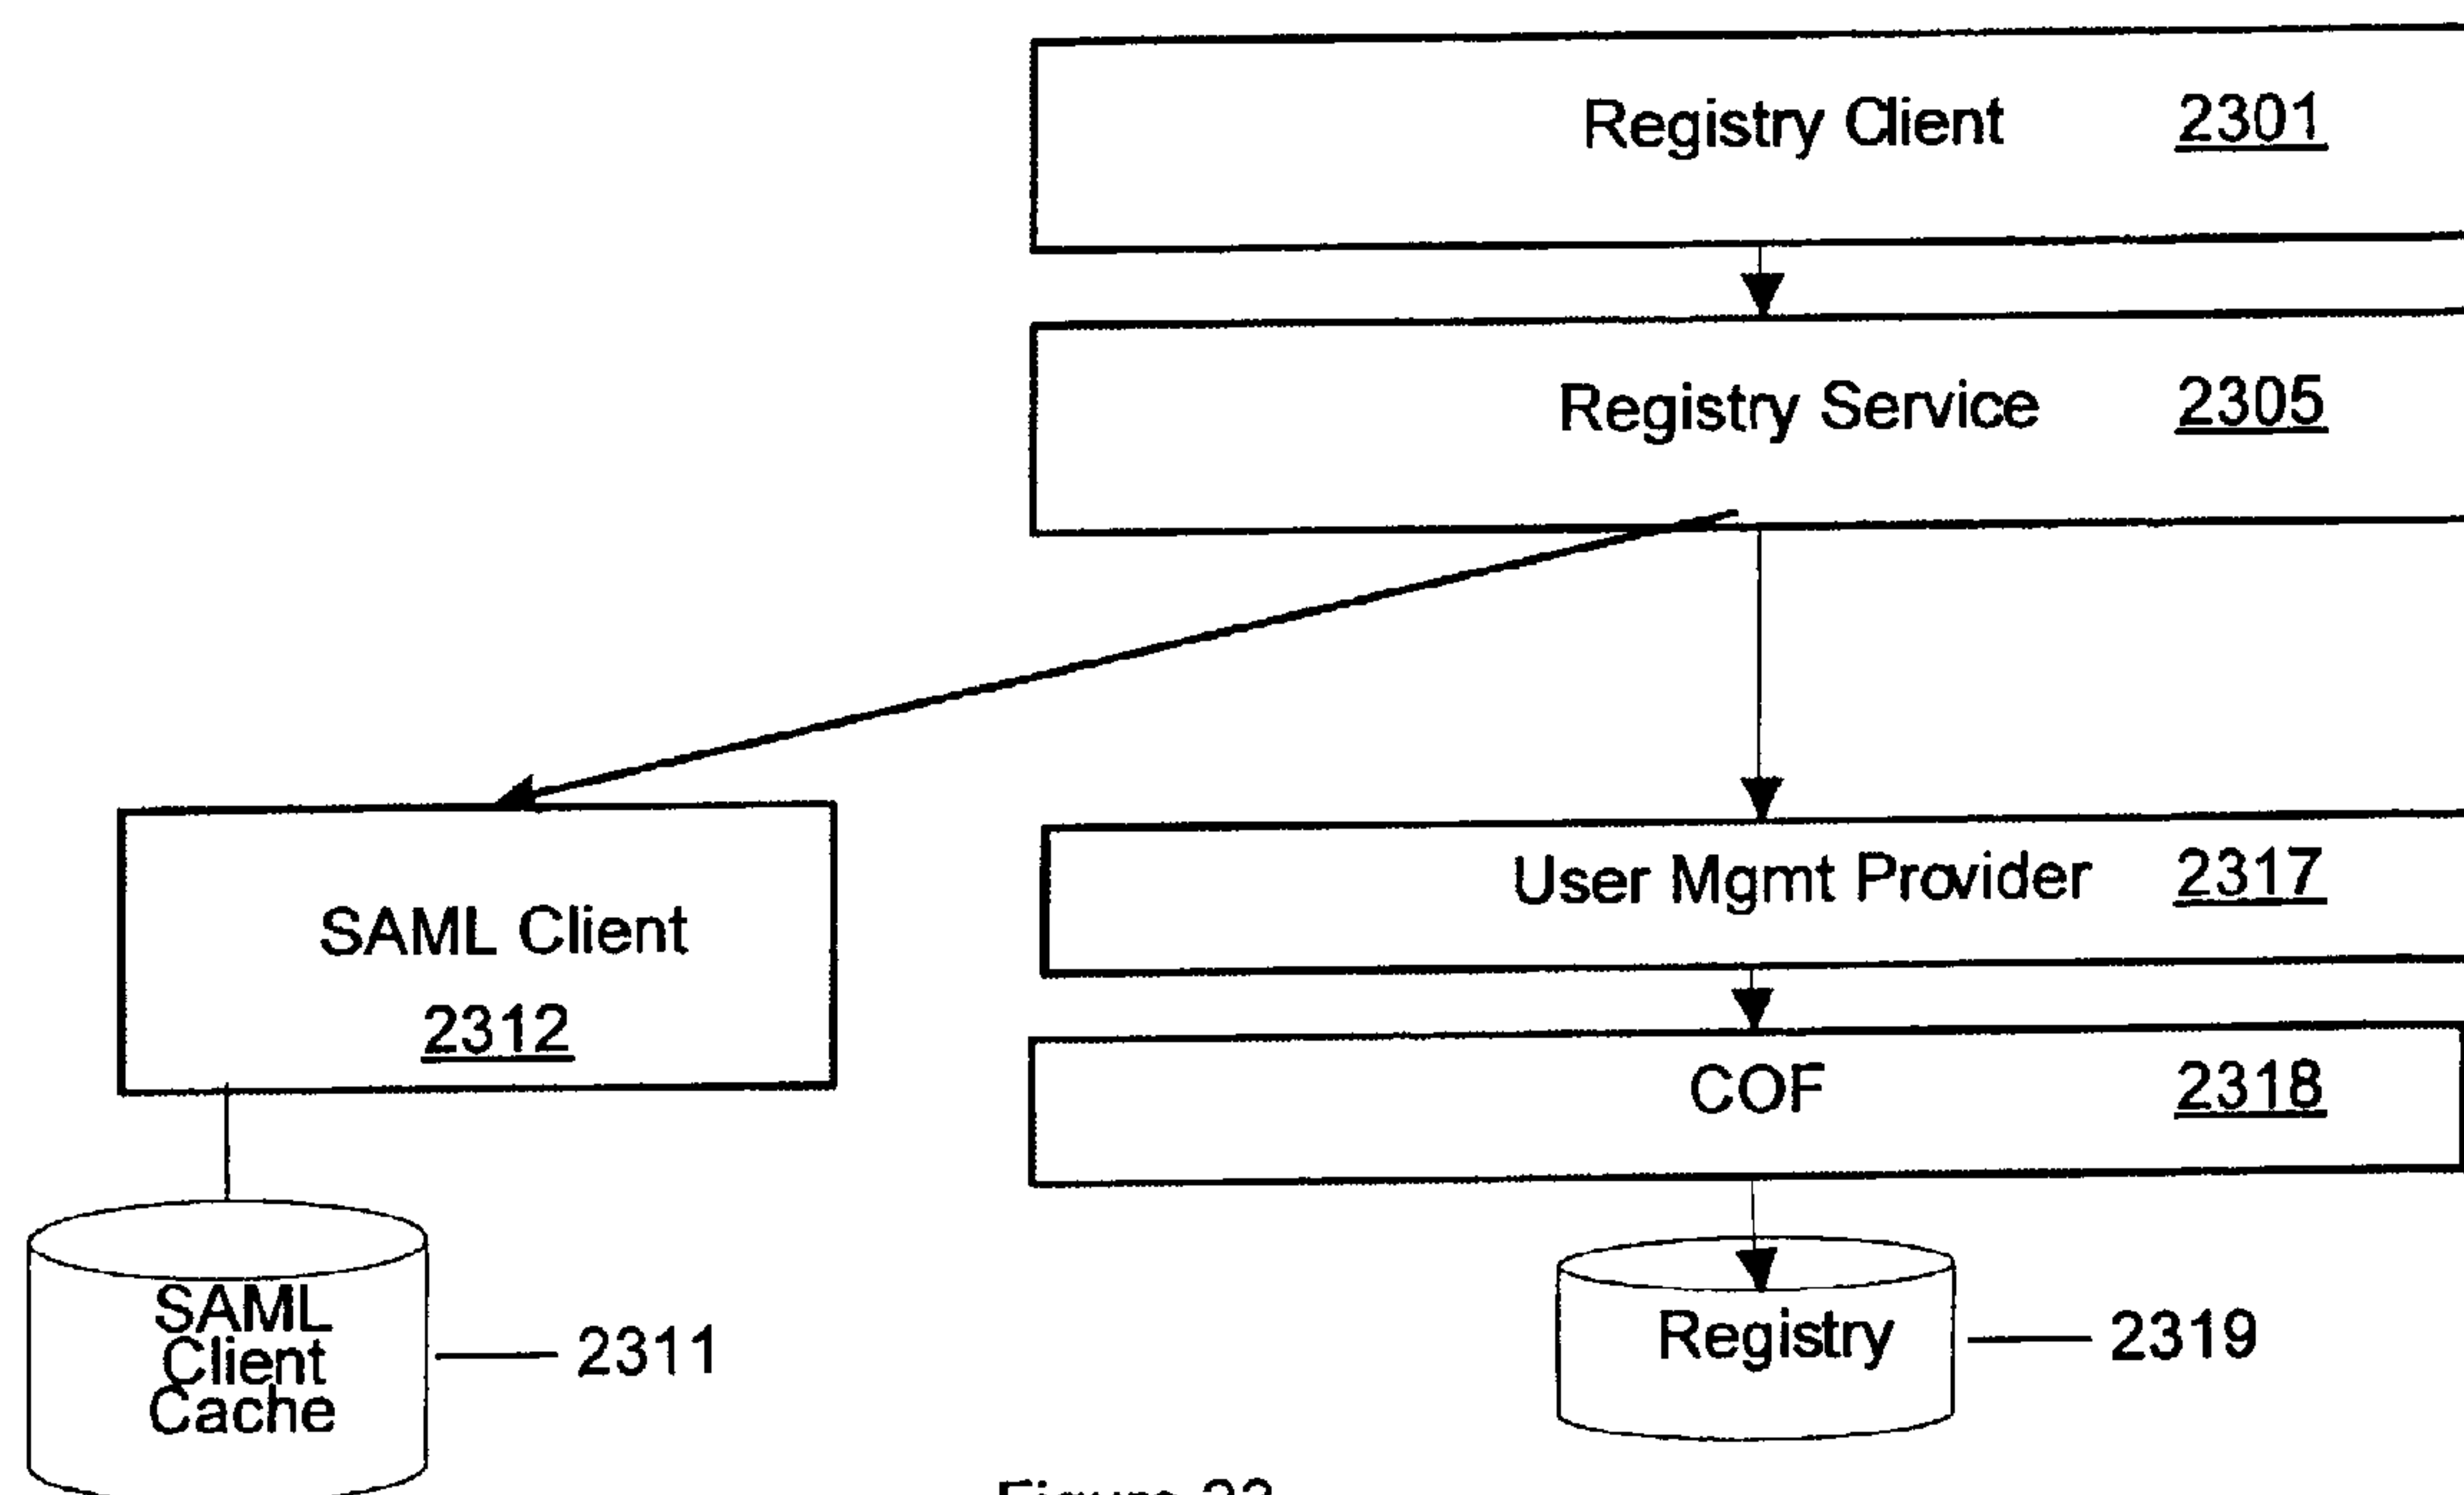 Registry Client 2301
Registry Service 2305
User Mgmt Provider 2317
SAML Client
2312
COF 2318
SAML
Client
Cache
2311
Registry 2319